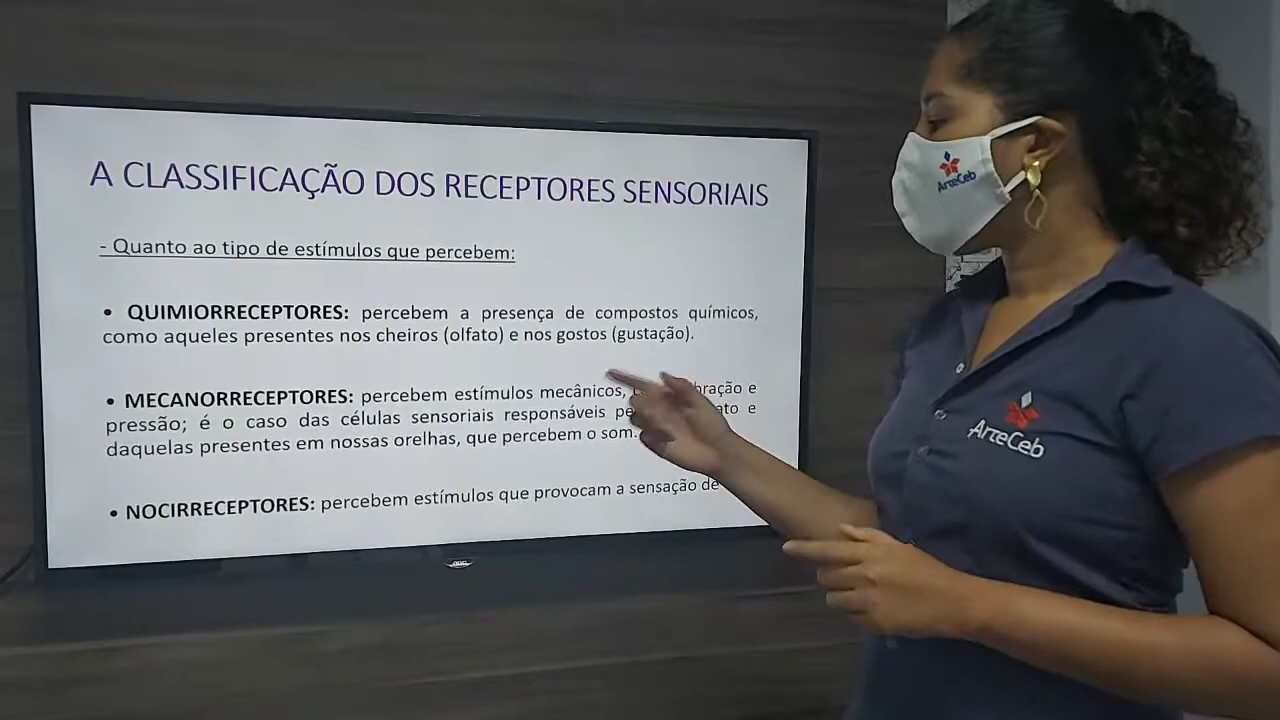 A CLASSIFICAÇÃO DOS RECEPTORES SENSORIAIS
- Quanto ao tipo de estímulos que percebem:
• QUIMIORRECEPTORES: percebem a presença de compostos químicos,
como aqueles presentes nos cheiros (olfato) e nos gostos (gustação).
• MECANORRECEPTORES: percebem estímulos mecânicos, e
pressão; é o caso das células sensoriais responsáveis e
daquelas presentes em nossas orelhas, que percebem o som.
• NOCIRRECEPTORES: percebem estímulos que provocam a sensação de
AOC
ArteCeb
ArteCeb